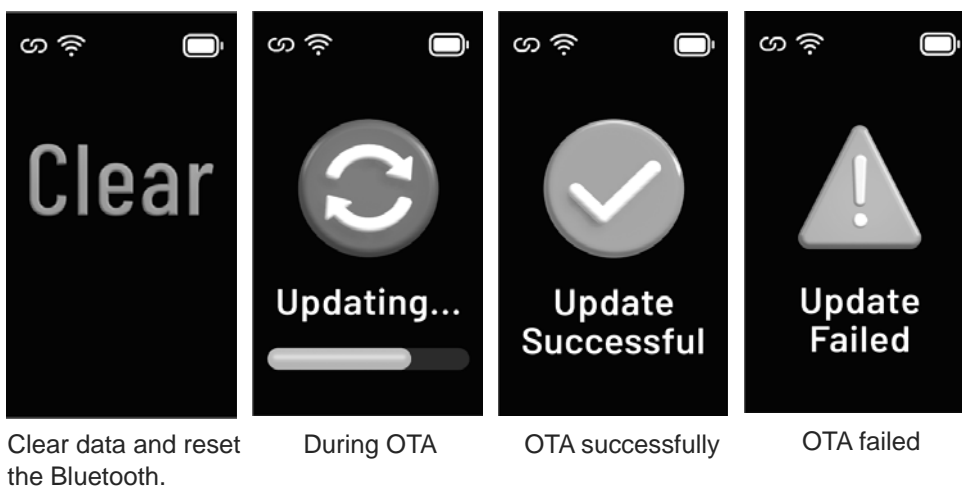 Clear
Updating...
Update
Successful
Update
Failed
Clear data and reset
the Bluetooth.
During OTA
OTA successfully
OTA failed